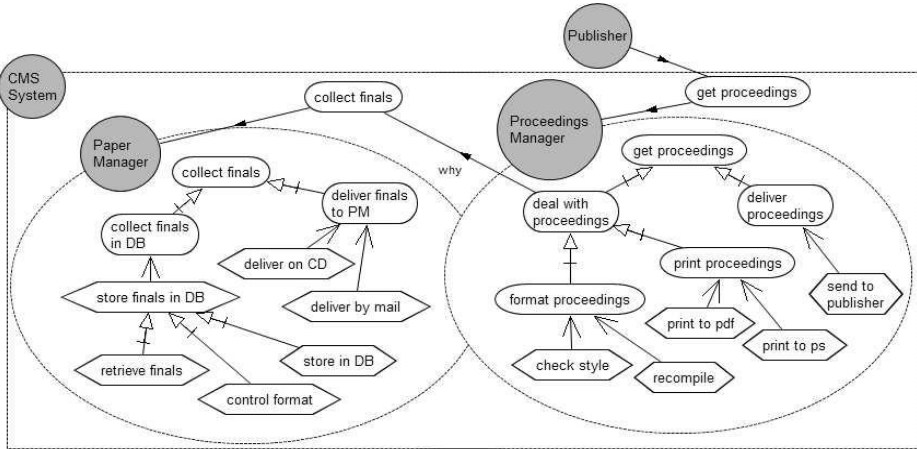 Publisher
CMS
System
collect finals
get proceedings
Proceedings
Manager
Paper
Manager
why
collect finals
deliver finals
to PM
collect finals
in DB
deliver on CD
store finals in DB
deliver by mail
retrieve finals
store in DB
control format
get proceedings
deal with
proceedings
deliver
proceedings
print proceedings
format proceedings
send to
publisher
print to pdf
print to ps
check style
recompile